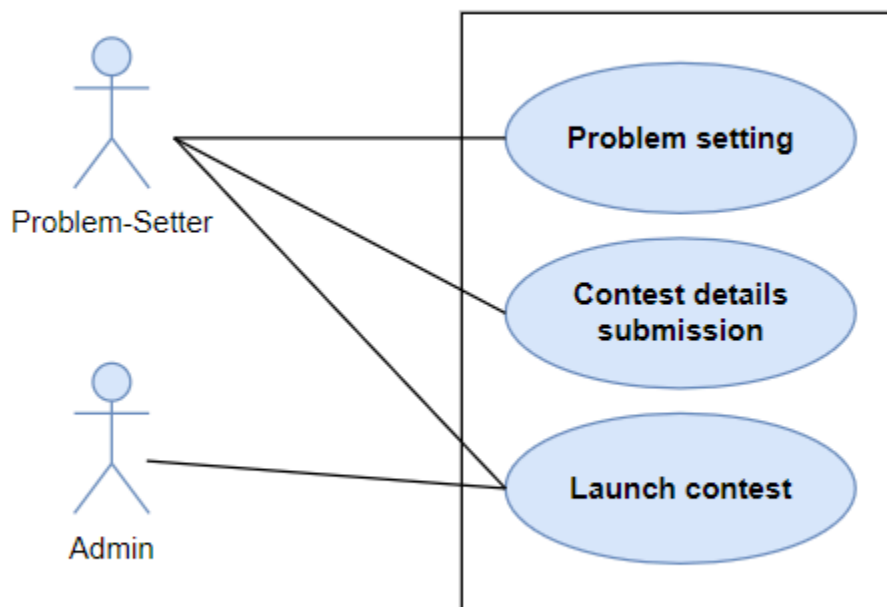 Problem setting
Problem-Setter
Contest details
submission
Launch contest
Admin